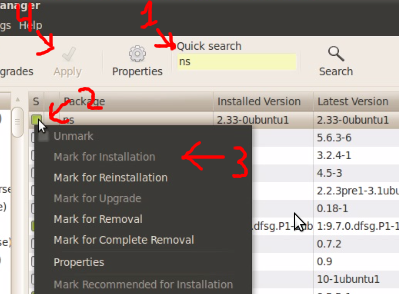 anager
gs Help
4
1
Quick search
ns
grades
Apply
Properties
Search
S Package Installed Version Latest Version
2
ns 2.33-0ubuntu1 2.33-0ubuntu1
Unmark 5.6.3-6
Mark for Installation 3.2.4-1
3
Mark for Reinstallation 4.5-3
Mark for Upgrade 2.2.3pre1-3.1ubu
Mark for Removal 0.18-1
.dfsg.P1- 1:9.7.0.dfsg.P1-1
Mark for Complete Removal 0.7.2
Properties 0.9
10-1ubuntu1
Mark Recommended for Installation